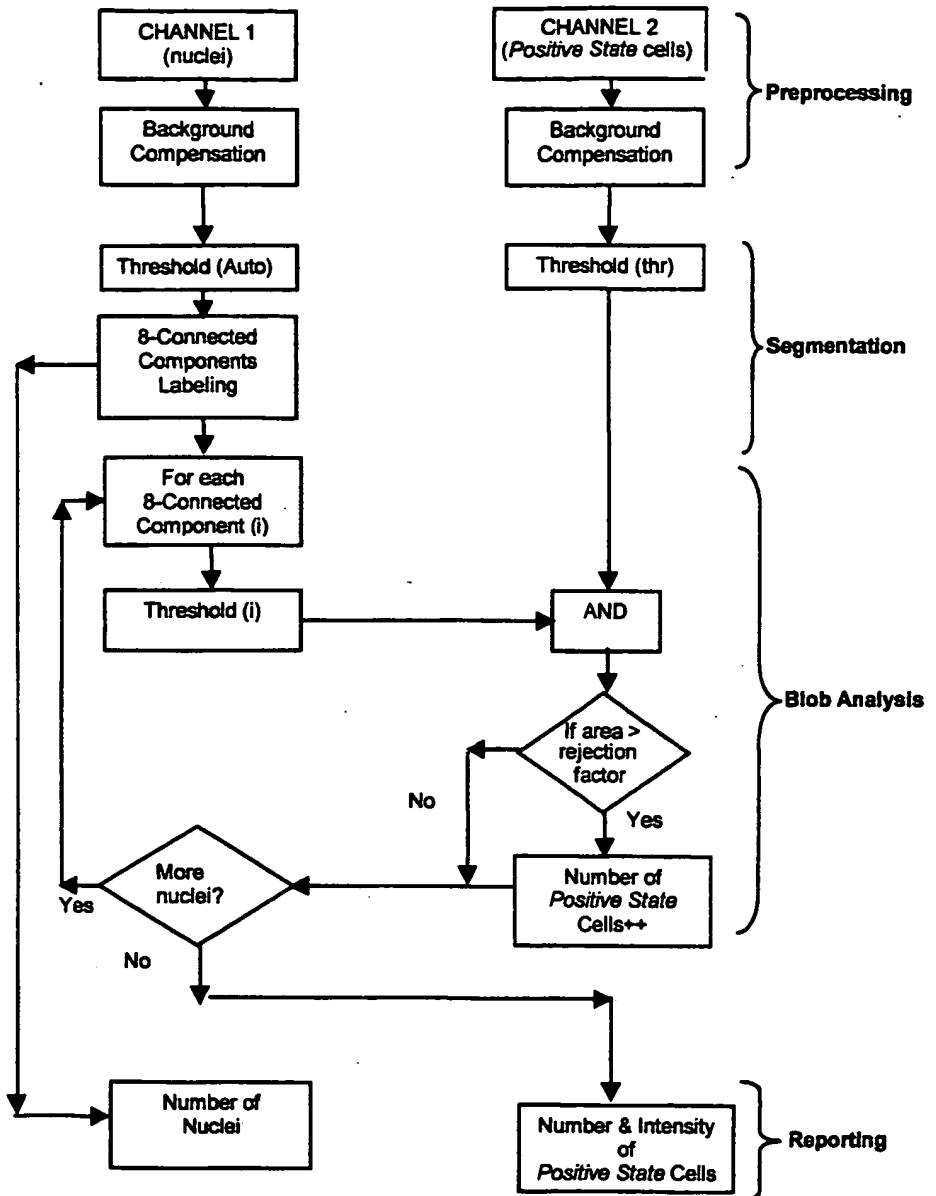 CHANNEL 1
(nuclei)
CHANNEL 2
(Positive State cells)
Preprocessing
Background
Compensation
Background
Compensation
Threshold (Auto)
Threshold (thr)
8-Connected
Components
Labeling
Segmentation
For each
8-Connected
Component (i)
Threshold (i)
AND
Blob Analysis
If area >
rejection
factor
No
Yes
More
nuclei?
Yes
Number of
Positive State
Cells++
No
Number of
Nuclei
Number & Intensity
of
Positive State Cells
Reporting